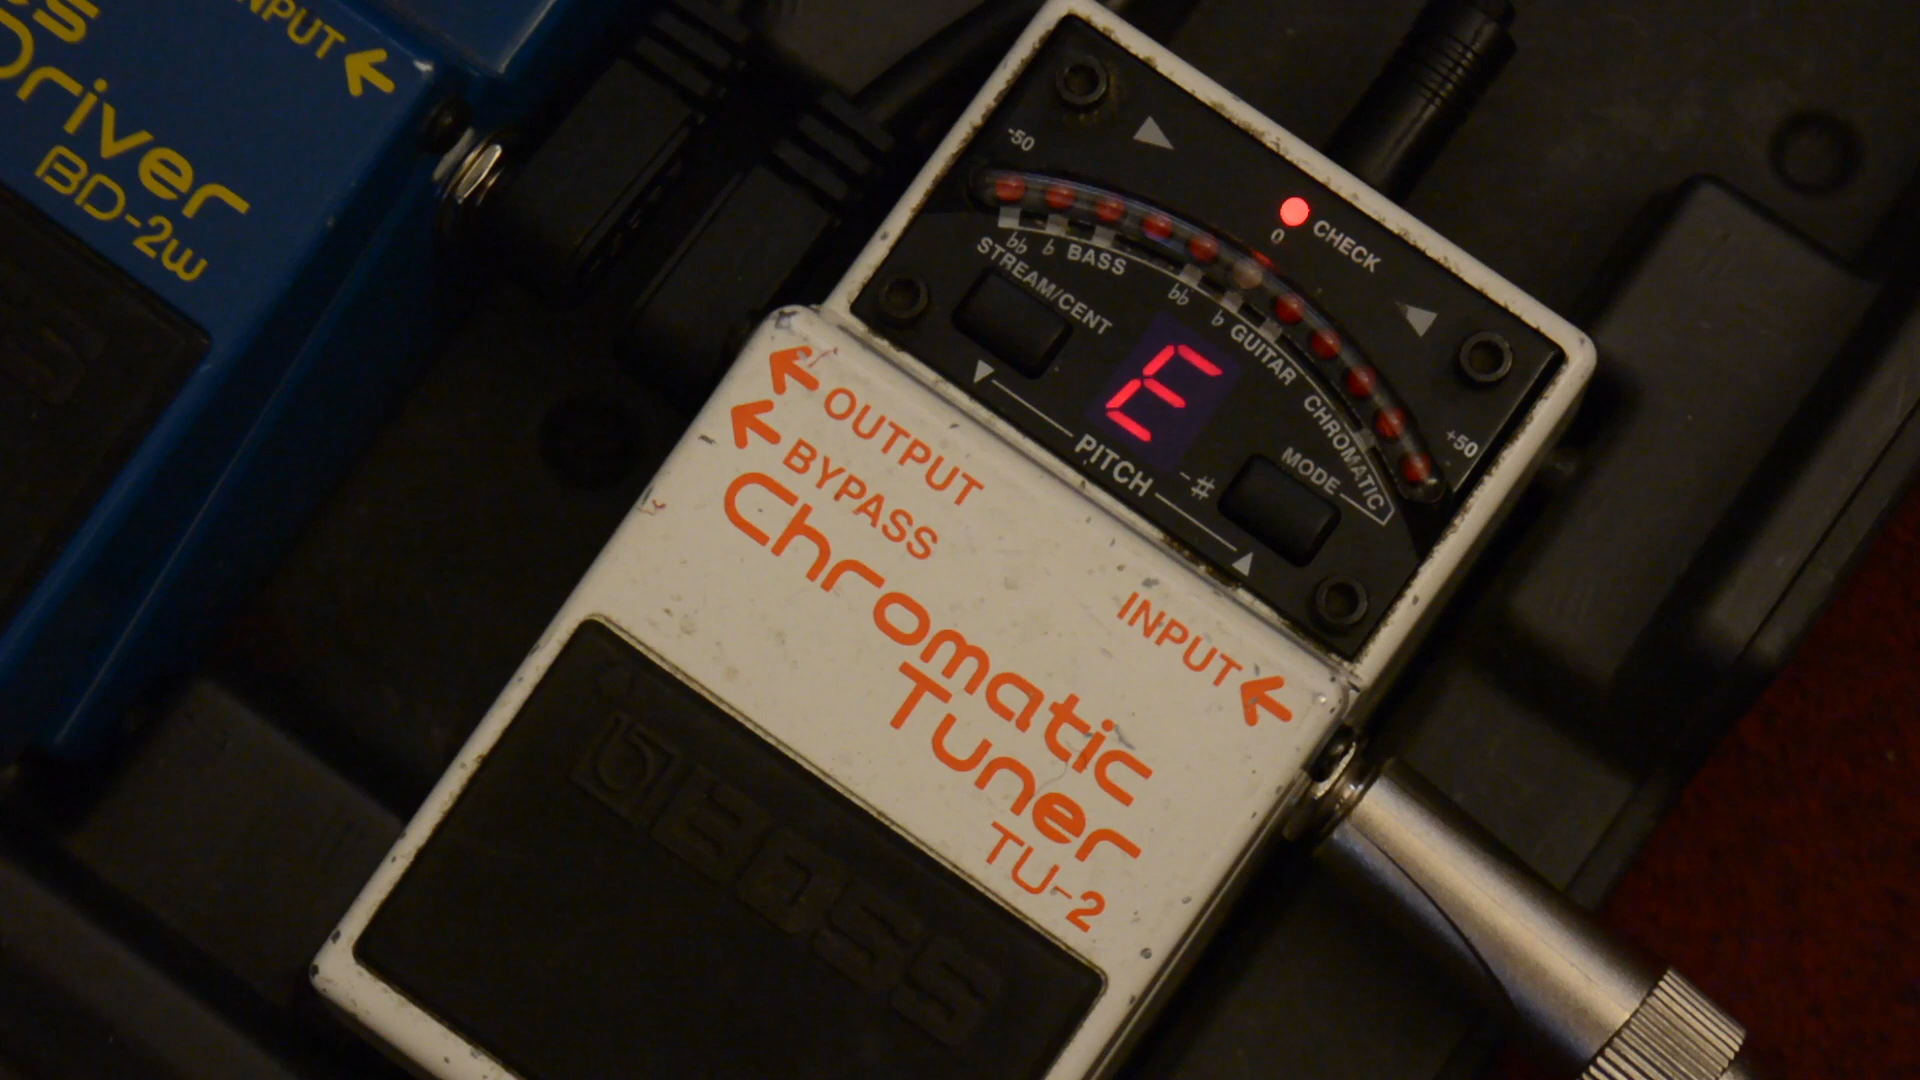 INPUT
Driver
BD-2w
-50
0
CHECK
bb b BASS
bb b GUITAR
CHROMATIC
+50
STREAM/CENT
E
MODE
PITCH
-#
OUTPUT
BYPASS
INPUT
Chromatic
Tuner
TU-2
BOSS